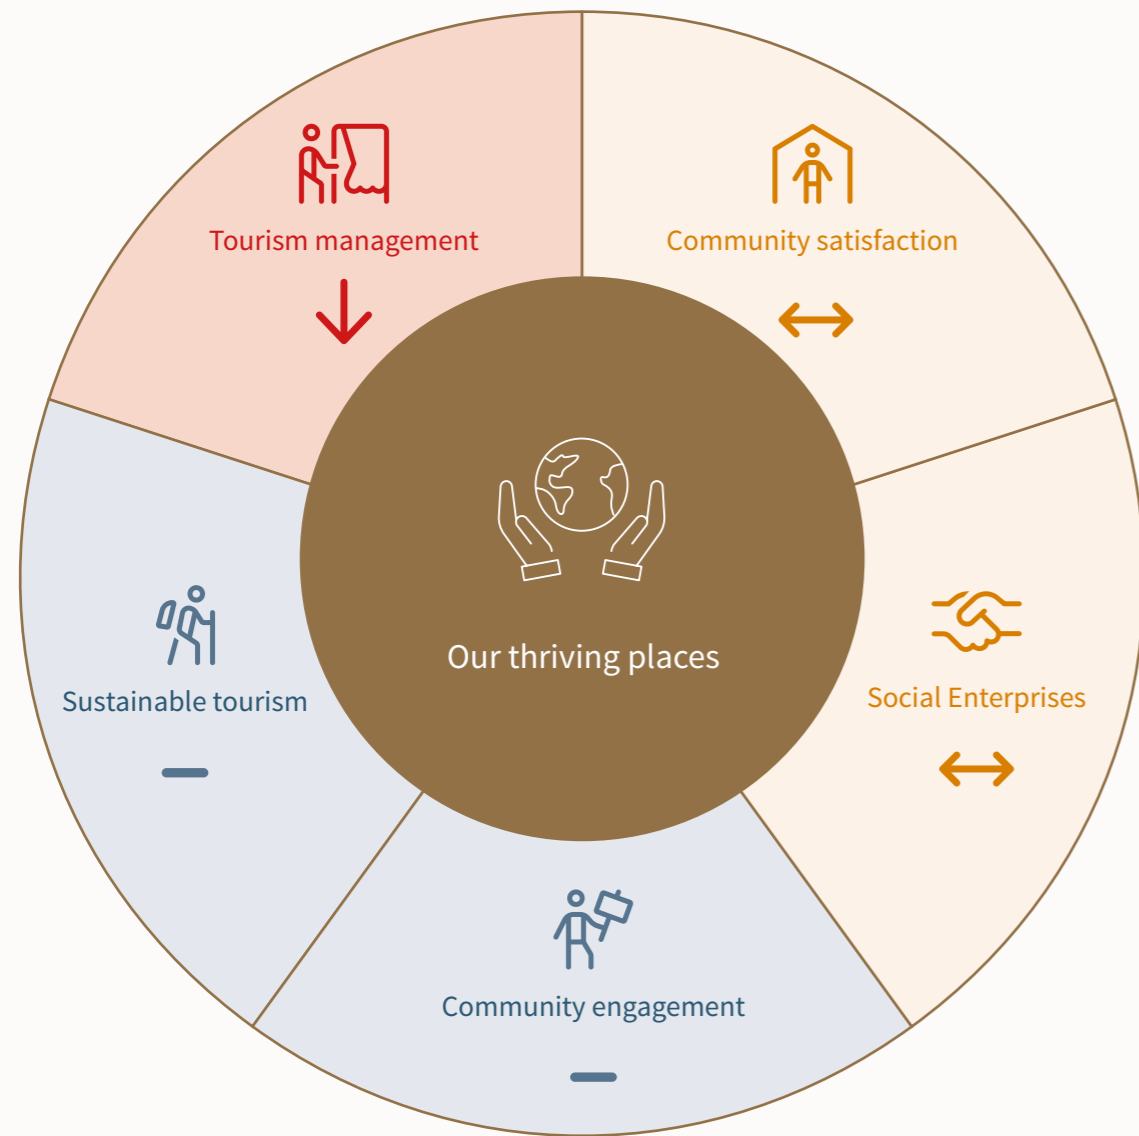 Tourism management
Community satisfaction
Our thriving places
Sustainable tourism
Social Enterprises
Community engagement